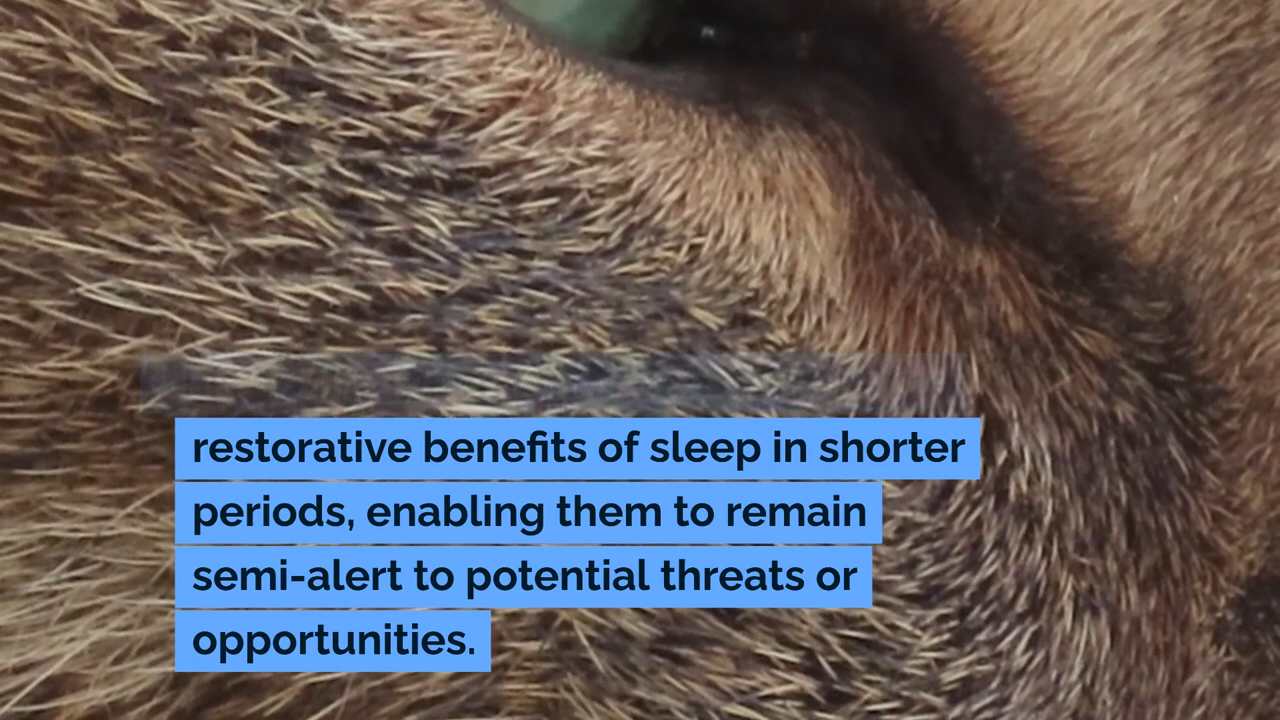 restorative benefits of sleep in shorter
periods, enabling them to remain
semi-alert to potential threats or
opportunities.